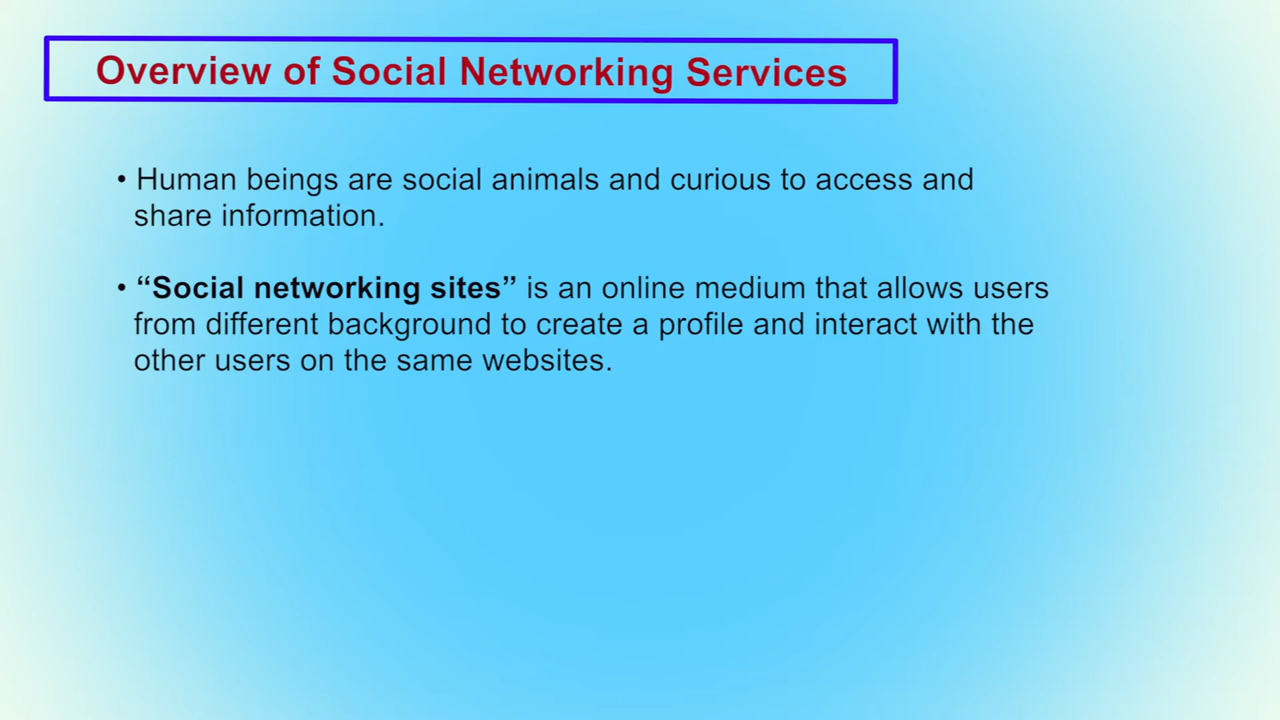 Overview of Social Networking Services
• Human beings are social animals and curious to access and
share information.
• “Social networking sites” is an online medium that allows users
from different background to create a profile and interact with the
other users on the same websites.